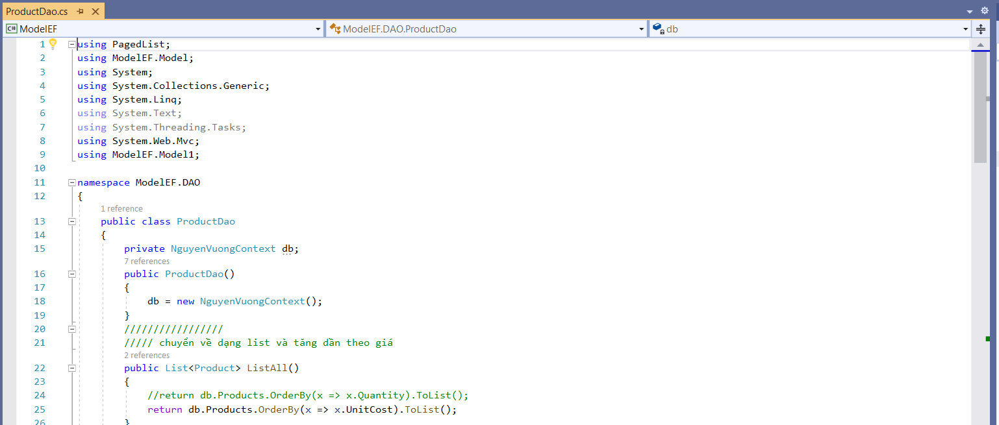 ProductDao.cs
C# ModelEF ModelEF.DAO.ProductDao db
1 using PagedList;
2 using ModelEF.Model;
3 using System;
4 using System.Collections.Generic;
5 using System.Linq;
6 using System.Text;
7 using System.Threading.Tasks;
8 using System.Web.Mvc;
9 using ModelEF.Model1;
10
11 namespace ModelEF.DAO
12 {
1 reference
13 public class ProductDao
14 {
15 private NguyenVuongContext db;
7 references
16 public ProductDao()
17 {
18 db = new NguyenVuongContext();
19 }
20 /////////////////
21 ///// chuyển về dạng list và tăng dần theo giá
2 references
22 public List<Product> ListAll()
23 {
24 //return db.Products.OrderBy(x => x.Quantity).ToList();
25 return db.Products.OrderBy(x => x.UnitCost).ToList();
26 }